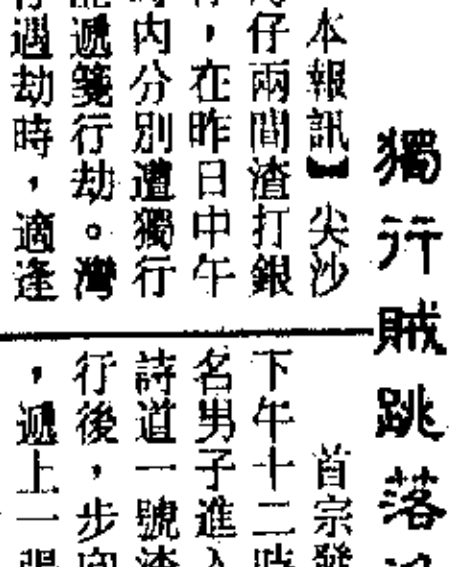 獨行賊跳落
本報訊】尖沙
仔兩間渣打銀
,在昨日中午
內分別遭獨行
遞箋行劫。灣
遇劫時,適逢
首宗發
下午十二時
名男子進入
詩道一號渣
行後,步向
,遞上一張